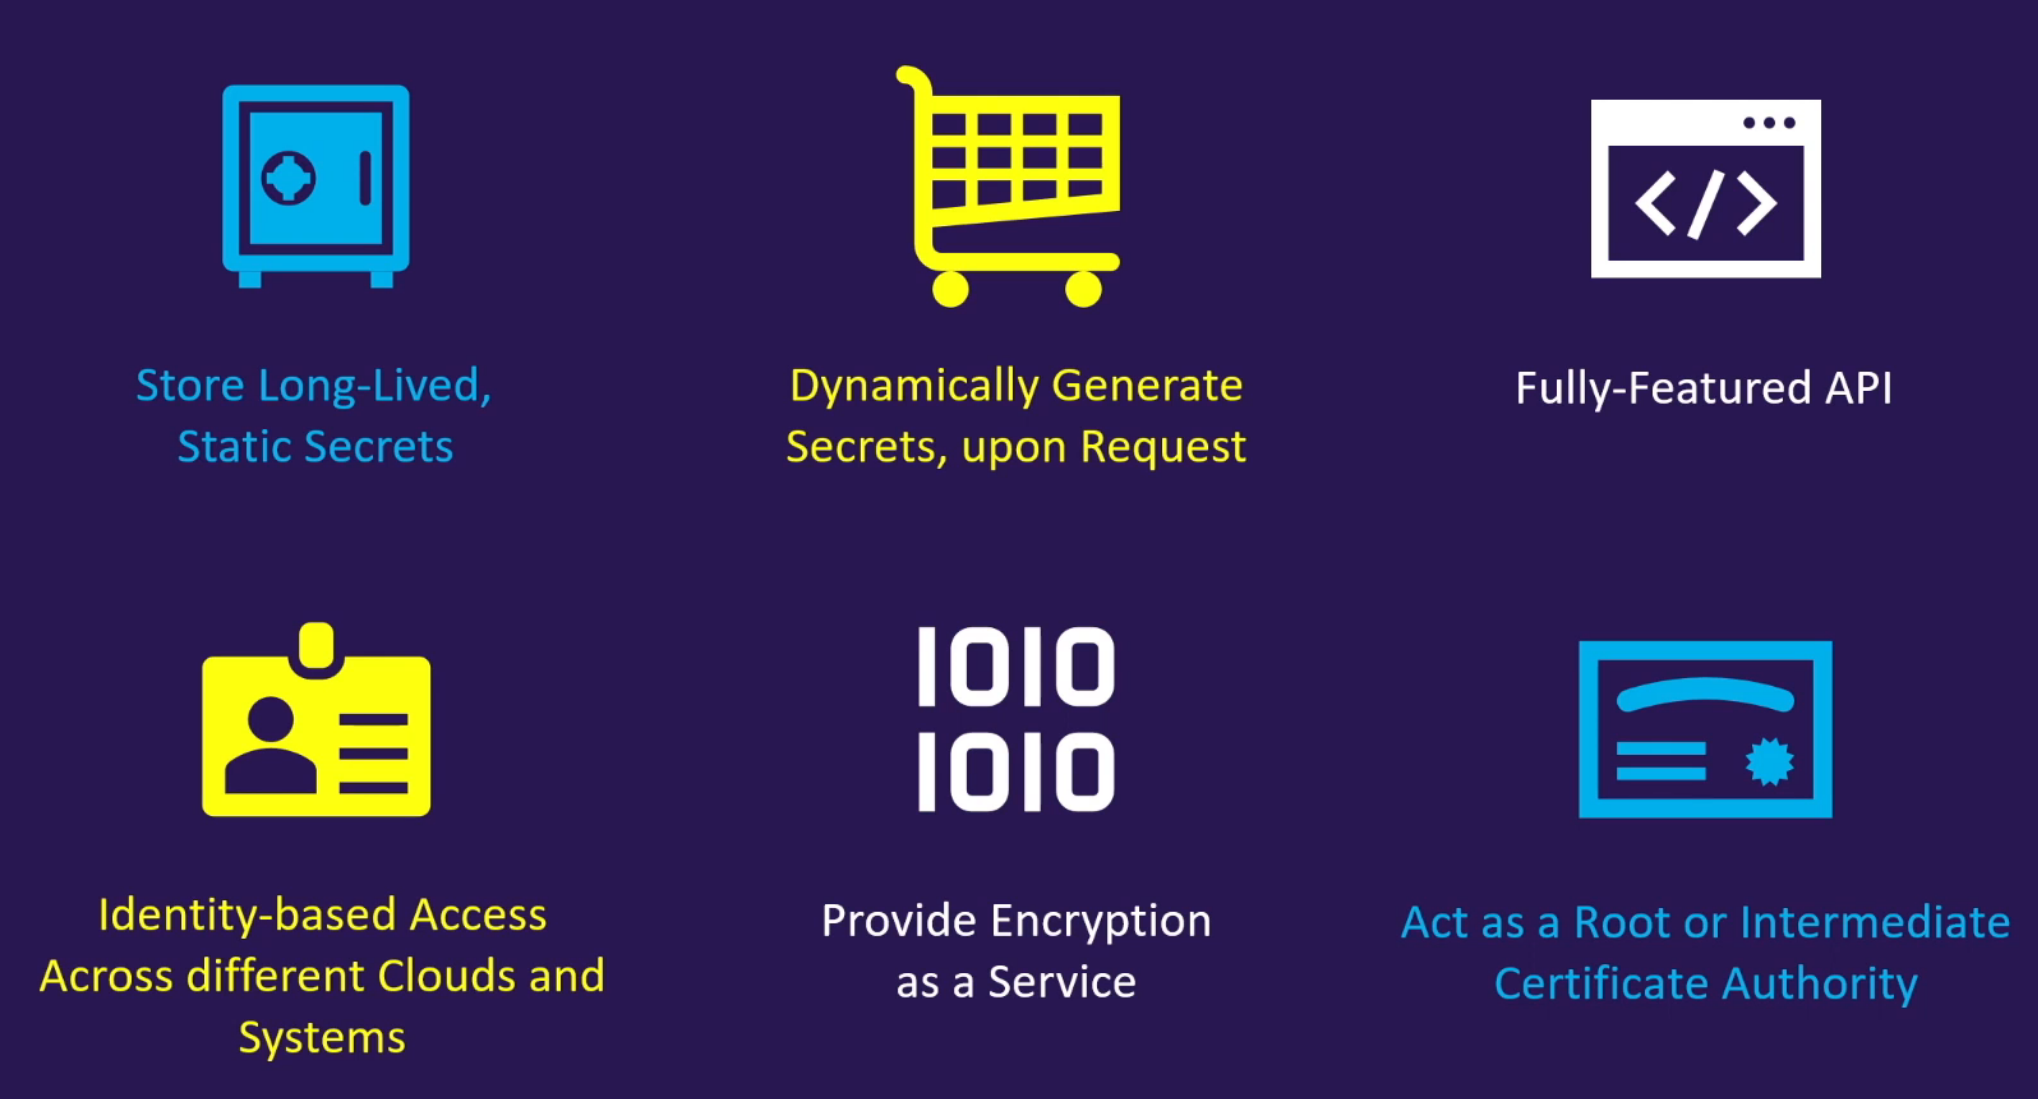 Store Long-Lived,
Static Secrets
Dynamically Generate
Secrets, upon Request
</>
Fully-Featured API
Identity-based Access
Across different Clouds and
Systems
1010
1010
Provide Encryption
as a Service
Act as a Root or Intermediate
Certificate Authority